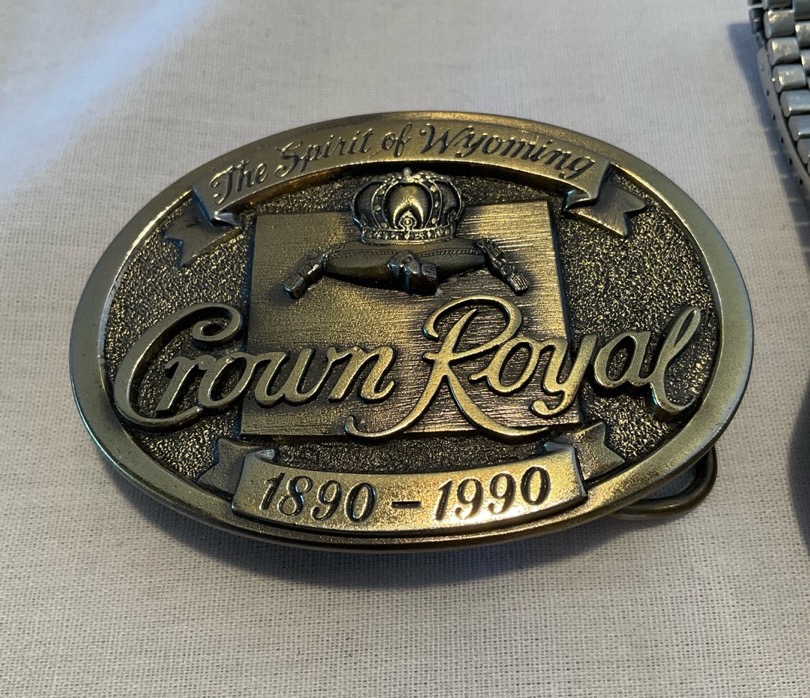 The Spirit of Wyoming
Crown Royal
1890 - 1990